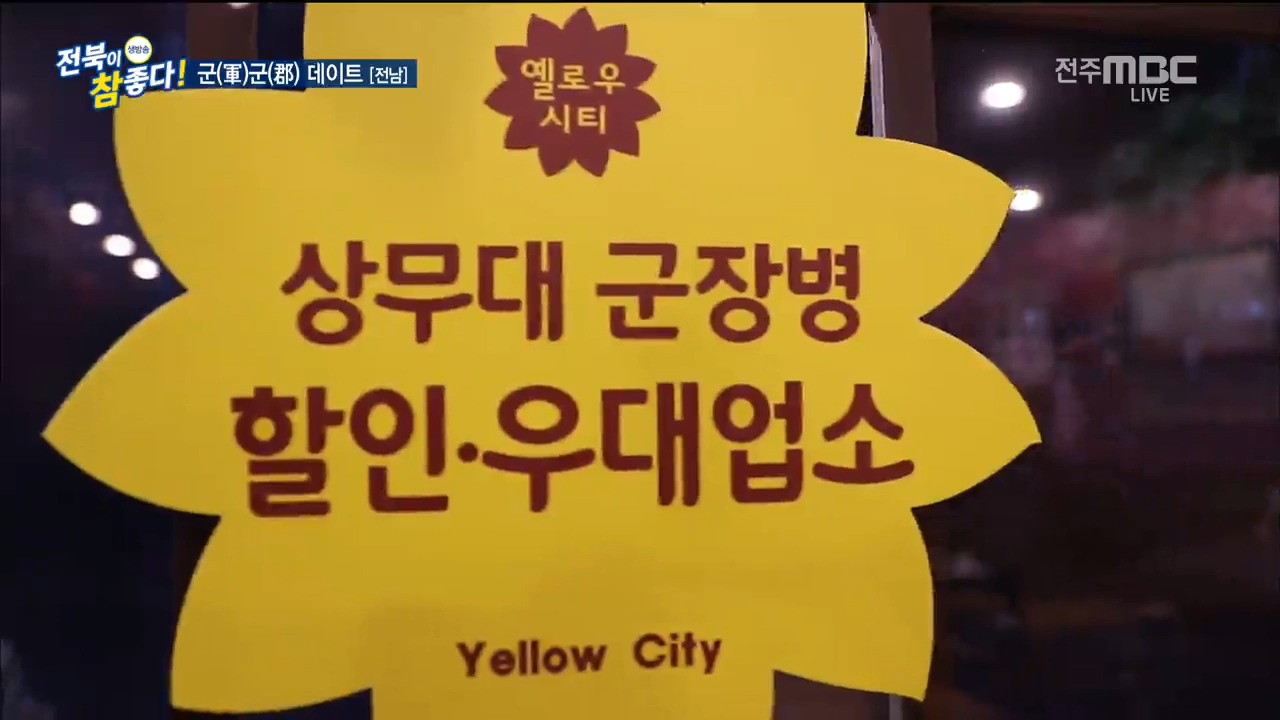 전북이
생방송
참좋다!
군(軍)군(郡) 데이트 [전남]
전주MBC
LIVE
옐로우
시티
상무대 군장병
할인·우대업소
Yellow City